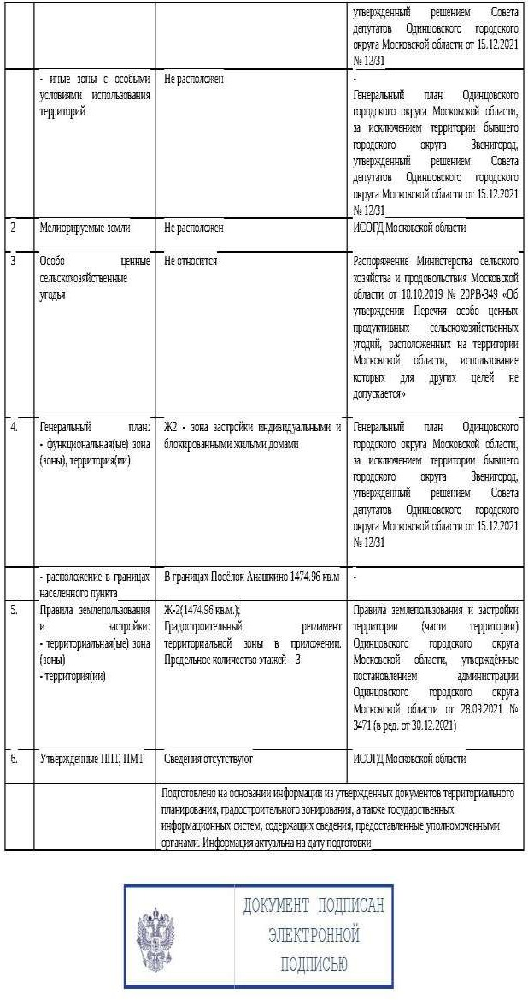 утвержденный решением Совета
депутатов Одинцовского городского
округа Московской области от 15.12.2021
№ 12/31
- иные зоны с особыми
условиями использования
территорий
Не расположен
-
Генеральный план Одинцовского
городского округа Московской области,
за исключением территории бывшего
городского округа Звенигород,
утвержденный решением Совета
депутатов Одинцовского городского
округа Московской области от 15.12.2021
№ 12/31
2
Мелиорируемые земли
Не расположен
ИСОГД Московской области
3
Особо ценные
сельскохозяйственные
угодья
Не относится
Распоряжение Министерства сельского
хозяйства и продовольствия Московской
области от 10.10.2019 № 20РВ-349 «Об
утверждении Перечня особо ценных
продуктивных сельскохозяйственных
угодий, расположенных на территории
Московской области, использование
которых для других целей не
допускается»
4.
Генеральный план:
- функциональная(ые) зона
(зоны), территория(ии)
Ж2 - зона застройки индивидуальными и
блокированными жилыми домами
Генеральный план Одинцовского
городского округа Московской области,
за исключением территории бывшего
городского округа Звенигород,
утвержденный решением Совета
депутатов Одинцовского городского
округа Московской области от 15.12.2021
№ 12/31
- расположение в границах
населенного пункта
В границах Посёлок Анашкино 1474.96 кв.м
-
5.
Правила землепользования
и застройки:
- территориальная(ые) зона
(зоны)
- территория(ии)
Ж-2(1474.96 кв.м.);
Градостроительный регламент
территориальной зоны в приложении.
Предельное количество этажей – 3
Правила землепользования и застройки
территории (части территории)
Одинцовского городского округа
Московской области, утверждённые
постановлением администрации
Одинцовского городского округа
Московской области от 28.09.2021 №
3471 (в ред. от 30.12.2021)
6.
Утвержденные ППТ, ПМТ
Сведения отсутствуют
ИСОГД Московской области
Подготовлено на основании информации из утвержденных документов территориального
планирования, градостроительного зонирования, а также государственных
информационных систем, содержащих сведения, предоставленные уполномоченными
органами. Информация актуальна на дату подготовки
ДОКУМЕНТ ПОДПИСАН
ЭЛЕКТРОННОЙ
ПОДПИСЬЮ